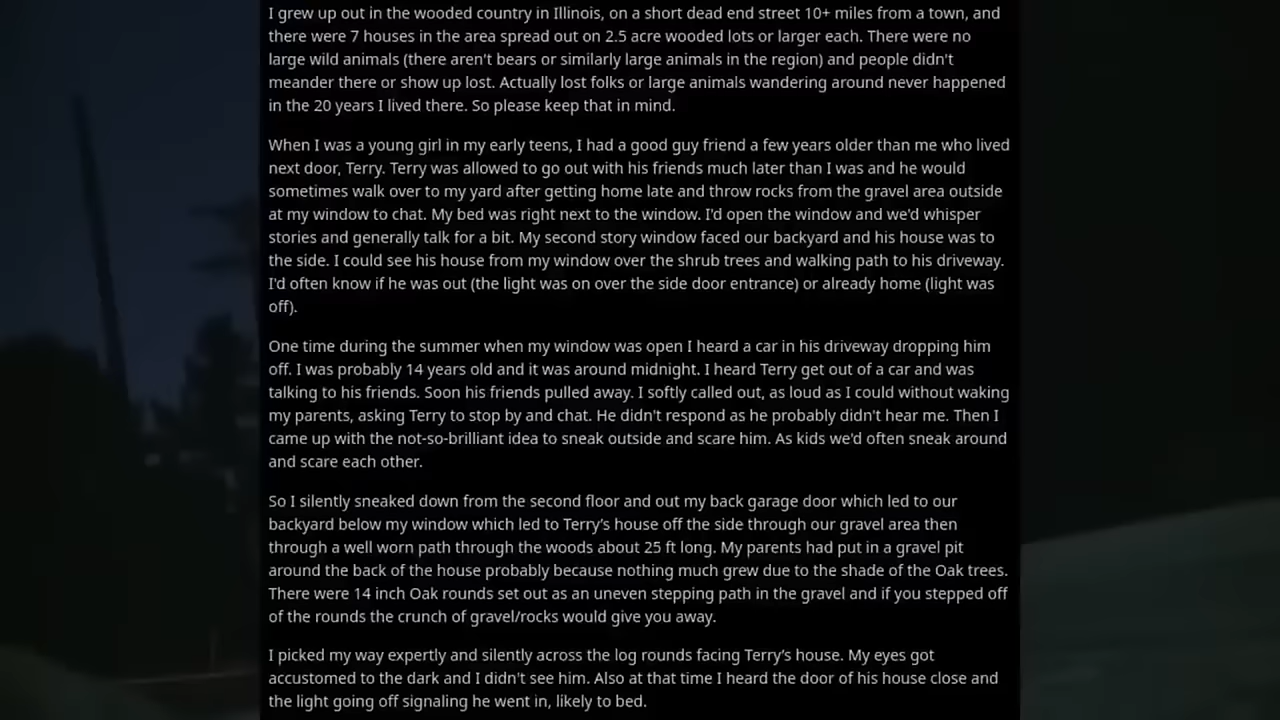 I grew up out in the wooded country in Illinois, on a short dead end street 10+ miles from a town, and
there were 7 houses in the area spread out on 2.5 acre wooded lots or larger each. There were no
large wild animals (there aren't bears or similarly large animals in the region) and people didn't
meander there or show up lost. Actually lost folks or large animals wandering around never happened
in the 20 years I lived there. So please keep that in mind.
When I was a young girl in my early teens, I had a good guy friend a few years older than me who lived
next door, Terry. Terry was allowed to go out with his friends much later than I was and he would
sometimes walk over to my yard after getting home late and throw rocks from the gravel area outside
at my window to chat. My bed was right next to the window. I'd open the window and we'd whisper
stories and generally talk for a bit. My second story window faced our backyard and his house was to
the side. I could see his house from my window over the shrub trees and walking path to his driveway.
I'd often know if he was out (the light was on over the side door entrance) or already home (light was
off).
One time during the summer when my window was open I heard a car in his driveway dropping him
off. I was probably 14 years old and it was around midnight. I heard Terry get out of a car and was
talking to his friends. Soon his friends pulled away. I softly called out, as loud as I could without waking
my parents, asking Terry to stop by and chat. He didn't respond as he probably didn't hear me. Then I
came up with the not-so-brilliant idea to sneak outside and scare him. As kids we'd often sneak around
and scare each other.
So I silently sneaked down from the second floor and out my back garage door which led to our
backyard below my window which led to Terry's house off the side through our gravel area then
through a well worn path through the woods about 25 ft long. My parents had put in a gravel pit
around the back of the house probably because nothing much grew due to the shade of the Oak trees.
There were 14 inch Oak rounds set out as an uneven stepping path in the gravel and if you stepped off
of the rounds the crunch of gravel/rocks would give you away.
I picked my way expertly and silently across the log rounds facing Terry's house. My eyes got
accustomed to the dark and I didn't see him. Also at that time I heard the door of his house close and
the light going off signaling he went in, likely to bed.